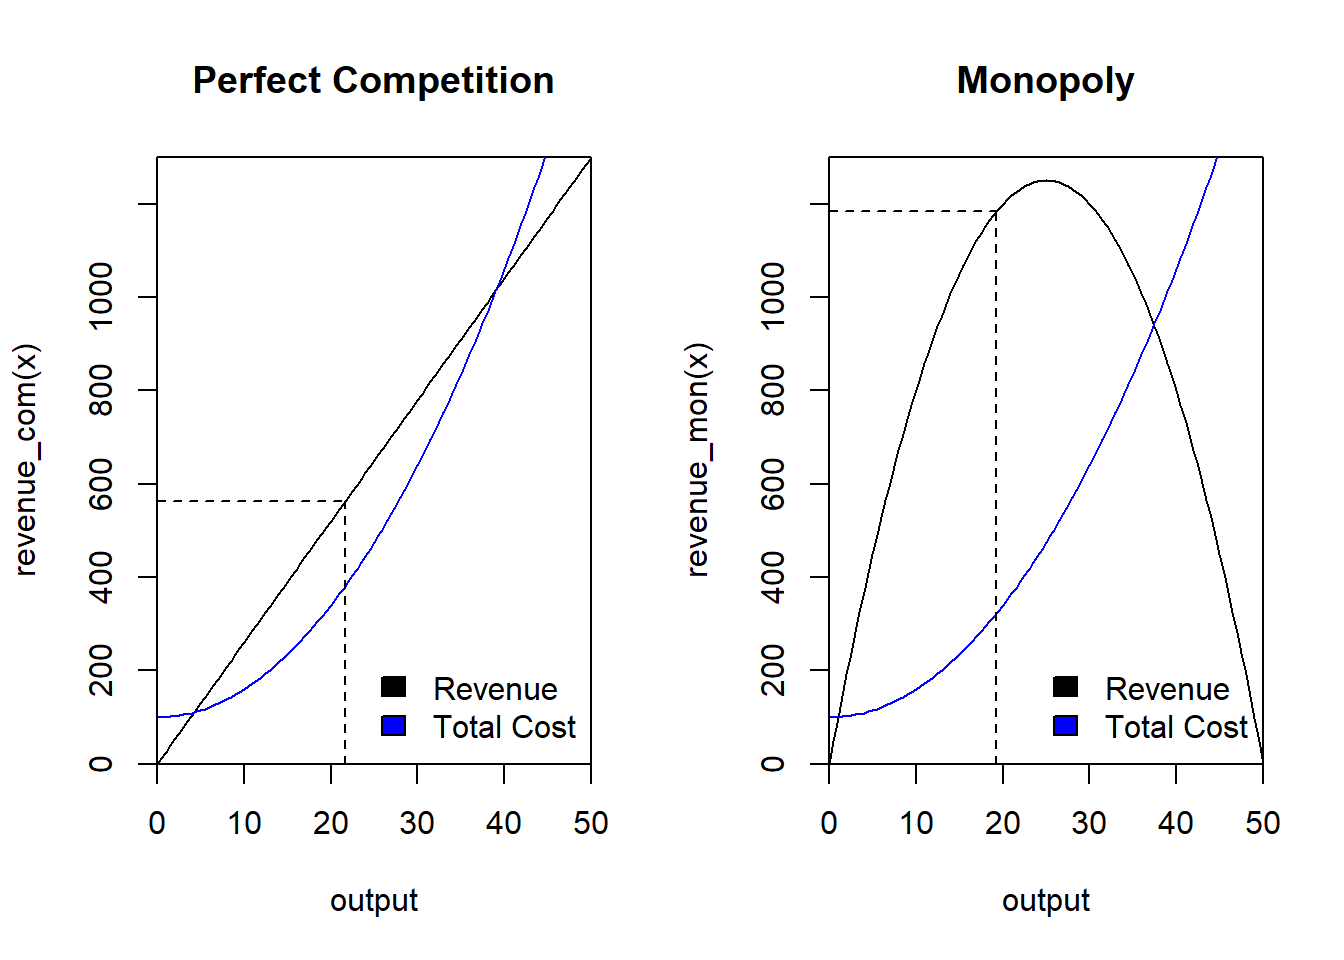 Perfect Competition
revenue_com(x)
0 200 400 600 800 1000
Revenue
Total Cost
0 10 20 30 40 50
output
Monopoly
revenue_mon(x)
0 200 400 600 800 1000
Revenue
Total Cost
0 10 20 30 40 50
output